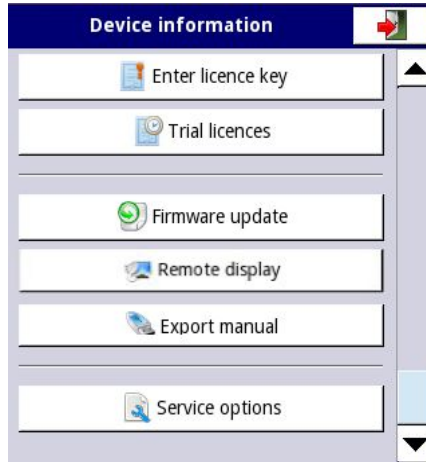 Device information
Enter licence key
Trial licences
Firmware update
Remote display
Export manual
Service options